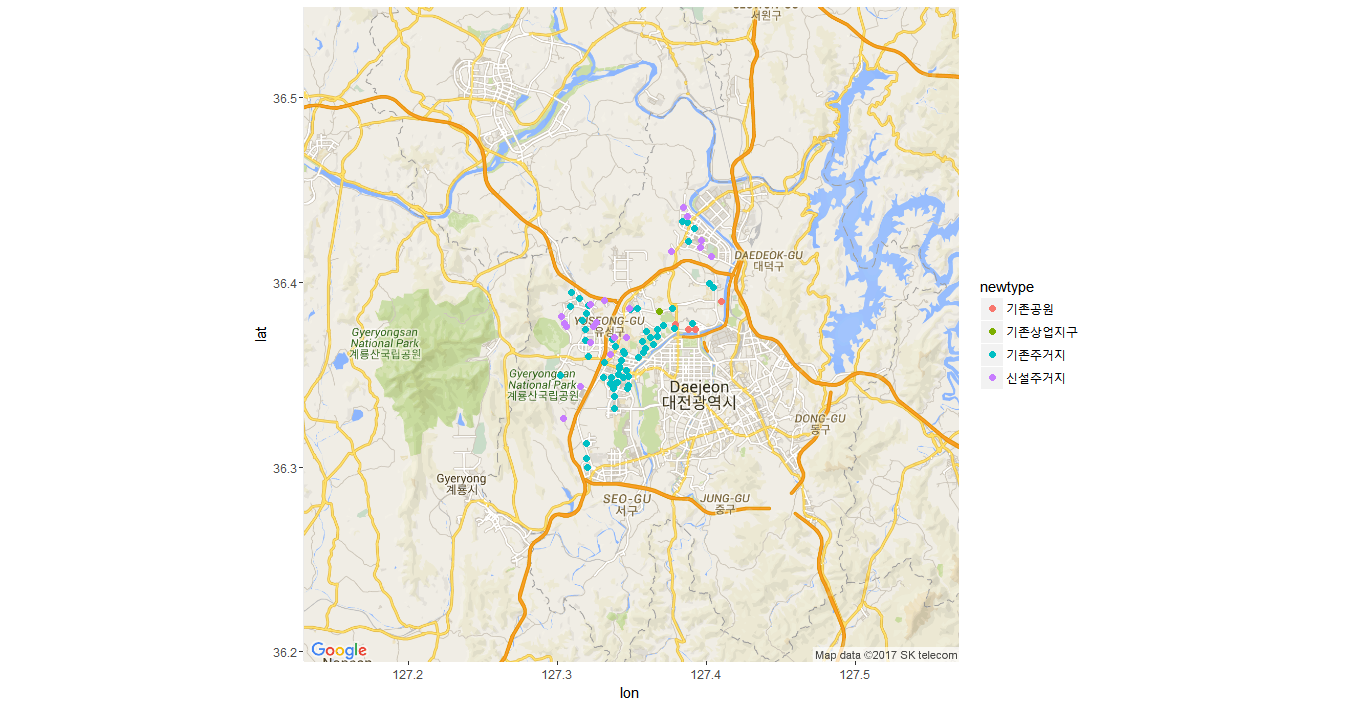 서원구
36.5
DAEDEOK-GU
대덕구
36.4
YUSEONG-GU
유성구
Gyeryongsan
National Park
계룡산국립공원
Gyeryongsan
National Park
계룡산국립공원
Daejeon
대전광역시
DONG-GU
동구
36.3
Gyeryong
계룡시
SEO-GU
서구
JUNG-GU
중구
36.2
Google
Map data ©2017 SK telecom
127.2
127.3
127.4
127.5
lon
lat
newtype
기존공원
기존상업지구
기존주거지
신설주거지